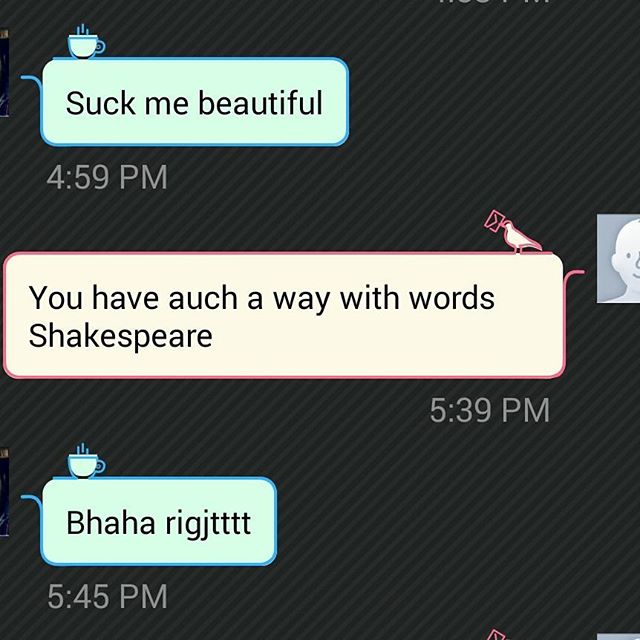 Suck me beautiful
4:59 PM
You have auch a way with words
Shakespeare
5:39 PM
Bhaha rigjtttt
5:45 PM